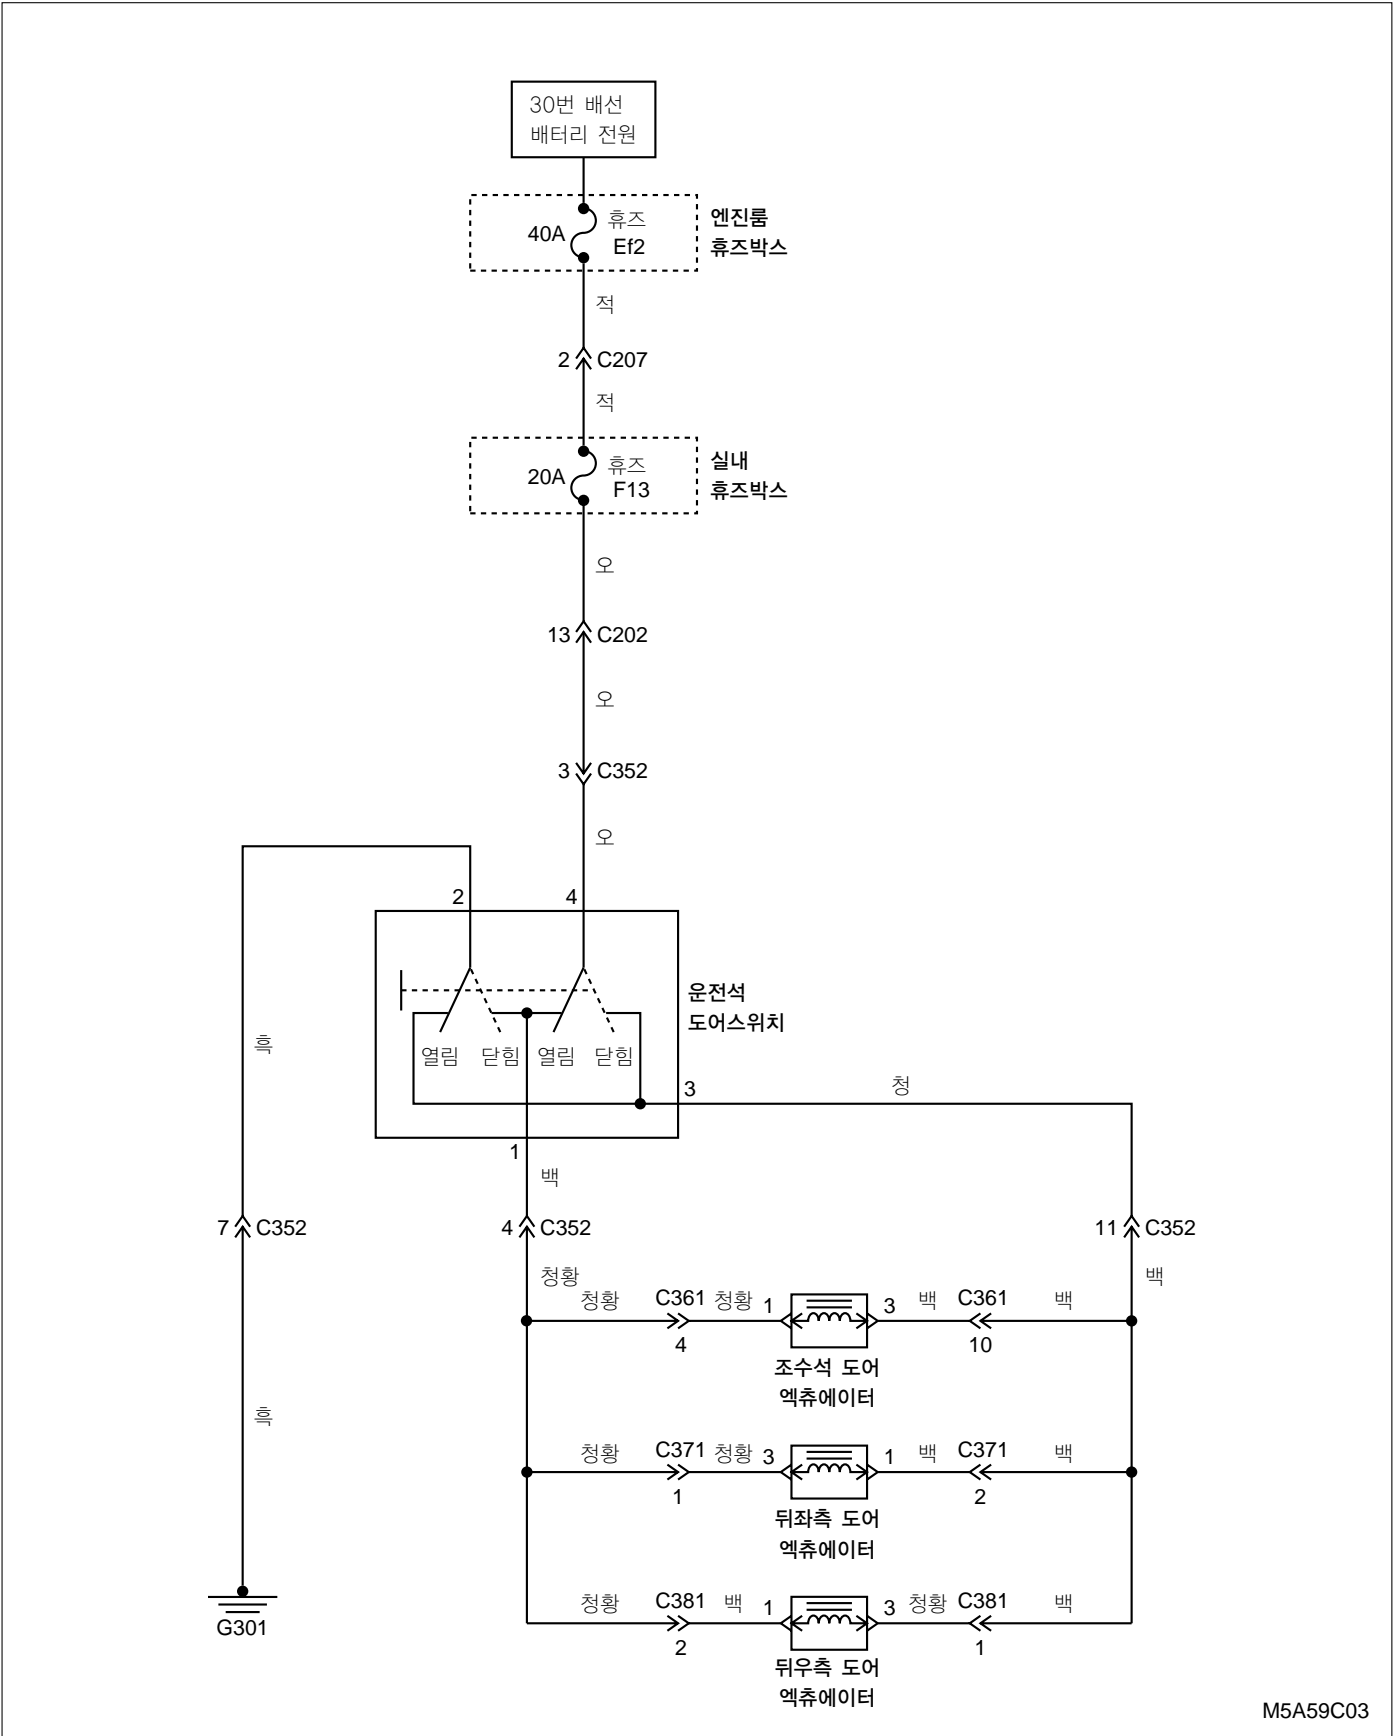 30번 배선
배터리 전원
40A
휴즈
Ef2
엔진룸
휴즈박스
적
2
C207
적
20A
휴즈
F13
실내
휴즈박스
오
13
C202
오
3
C352
오
2
4
운전석
도어스위치
열림
닫힘
열림
닫힘
흑
3
청
1
백
7
C352
4
C352
11
C352
청황
백
청황
C361
청황
1
3
백
C361
백
4
10
조수석 도어
엑츄에이터
흑
청황
C371
청황
3
1
백
C371
백
1
2
뒤좌측 도어
엑츄에이터
청황
C381
백
1
3
청황
C381
백
2
1
G301
뒤우측 도어
엑츄에이터
M5A59C03